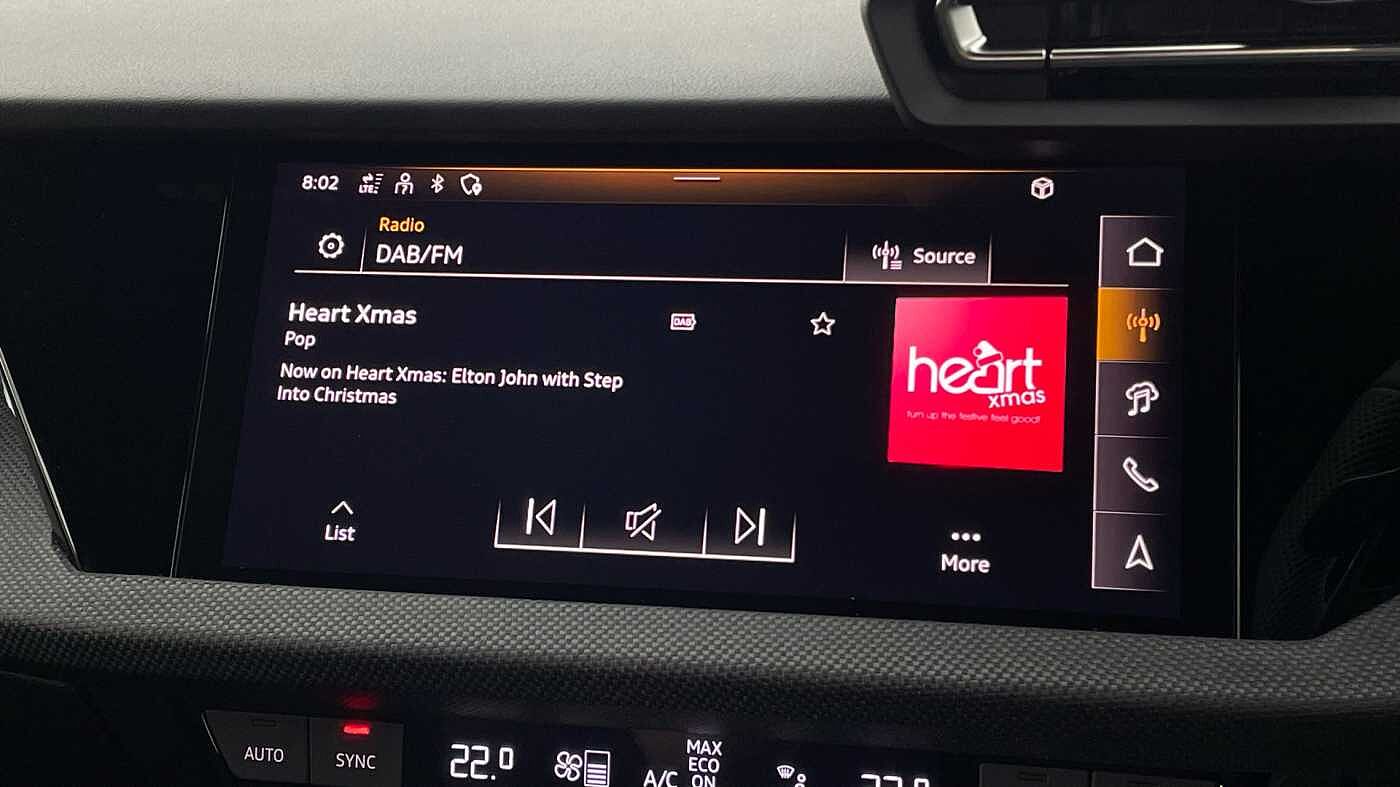 8:02 LTE
Radio
DAB/FM
Source
Heart Xmas
DAB
Pop
Now on Heart Xmas: Elton John with Step
Into Christmas
heart
xmas
turn up the festive feel good!
List
More
AUTO
SYNC
22.0
A/C
MAX
ECO
ON